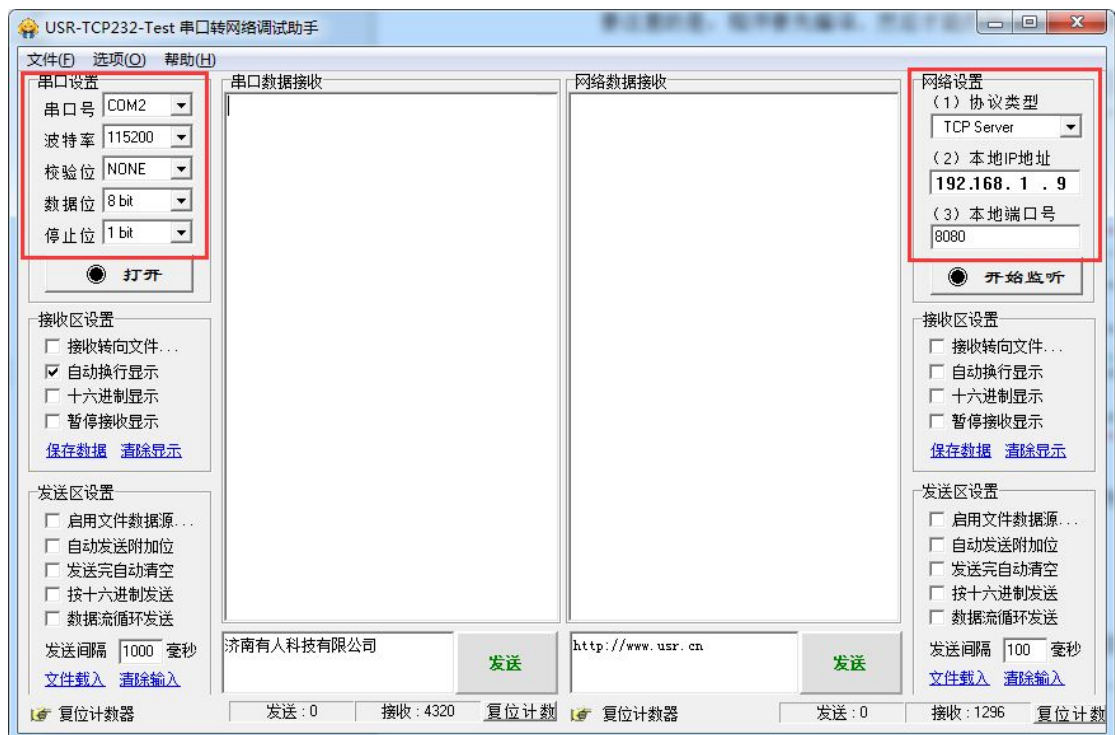 USR-TCP232-Test 串口转网络调试助手
文件(F) 选项(O) 帮助(H)
串口设置
串口号 COM2
波特率 115200
校验位 NONE
数据位 8 bit
停止位 1 bit
打开
接收区设置
接收转向文件...
自动换行显示
十六进制显示
暂停接收显示
保存数据 清除显示
发送区设置
启用文件数据源...
自动发送附加位
发送完自动清空
按十六进制发送
数据流循环发送
发送间隔 1000 毫秒
文件载入 清除输入
串口数据接收
济南有人科技有限公司
发送
网络数据接收
http://www.usr.cn
发送
网络设置
(1) 协议类型
TCP Server
(2) 本地IP地址
192.168. 1 . 9
(3) 本地端口号
8080
开始监听
接收区设置
接收转向文件...
自动换行显示
十六进制显示
暂停接收显示
保存数据 清除显示
发送区设置
启用文件数据源...
自动发送附加位
发送完自动清空
按十六进制发送
数据流循环发送
发送间隔 100 毫秒
文件载入 清除输入
复位计数器 发送:0 接收:4320 复位计数 复位计数器 发送:0 接收:1296 复位计数